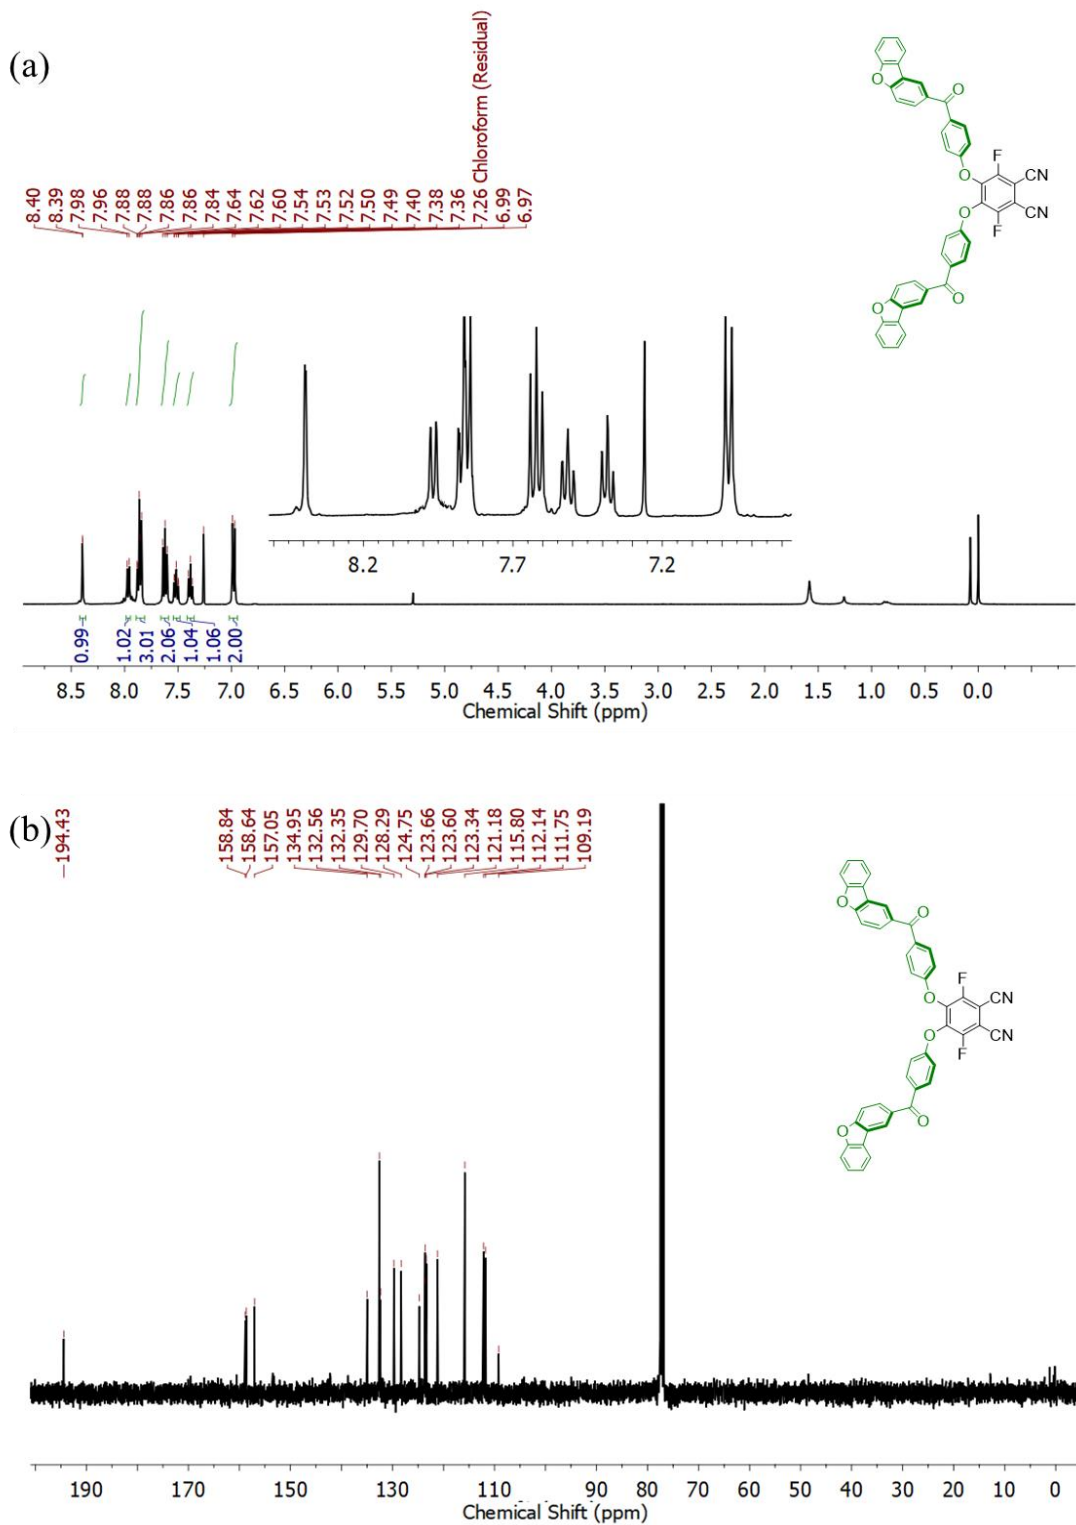 (a)
8.40
8.39
7.98
7.96
7.88
7.88
7.86
7.86
7.84
7.64
7.62
7.60
7.54
7.53
7.52
7.50
7.49
7.40
7.38
7.36
7.26 Chloroform (Residual)
6.99
6.97
O
O
F
O
CN
O
CN
F
O
O
8.2 7.7 7.2
0.99
1.02
3.01
2.06
1.04
1.06
2.00
8.5 8.0 7.5 7.0 6.5 6.0 5.5 5.0 4.5 4.0 3.5 3.0 2.5 2.0 1.5 1.0 0.5 0.0
Chemical Shift (ppm)
(b)
194.43
158.84
158.64
157.05
134.95
132.56
132.35
129.70
128.29
124.75
123.66
123.60
123.34
121.18
115.80
112.14
111.75
109.19
O
O
F
O
CN
O
CN
F
O
O
190 170 150 130 110 90 80 70 60 50 40 30 20 10 0
Chemical Shift (ppm)